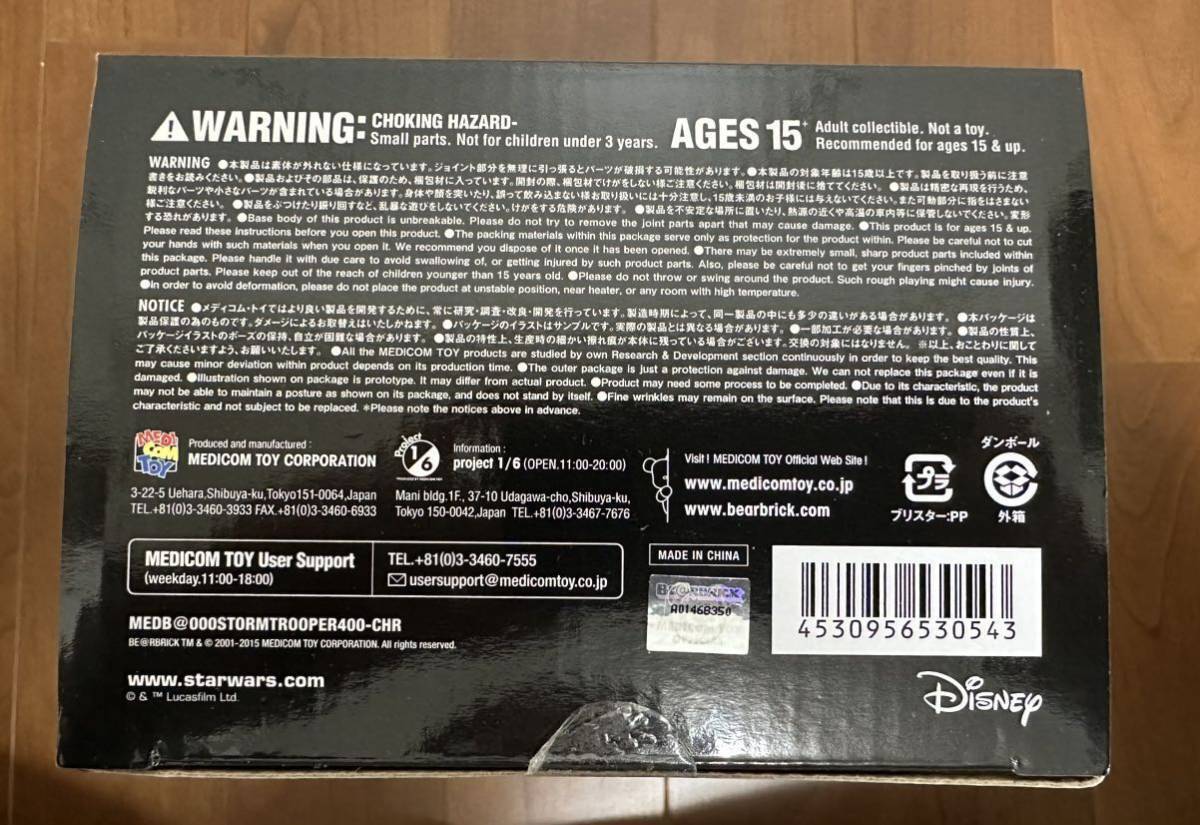 WARNING: CHOKING HAZARD-
Small parts. Not for children under 3 years.
AGES 15+ Adult collectible. Not a toy.
Recommended for ages 15 & up.
WARNING ●本製品は素体が外れない仕様になっています。ジョイント部分を無理に引っ張るとパーツが破損する可能性があります。●本製品の対象年齢は15歳以上です。製品を取り扱う前に注意
書きをお読みください。●製品およびその部品は、保護のため、梱包材に入っています。開封の際、梱包材でけがをしない様ご注意ください。梱包材は開封後に捨ててください。●製品は精密な再現を行うため、
鋭利なパーツや小さなパーツが含まれている場合があります。身体や顔を突いたり、誤って飲み込まない様お取り扱いには十分注意し、15歳未満のお子様には与えないでください。また可動部分に指をはさまない
様ご注意ください。●製品をぶつけたり振り回すなど、乱暴な遊びをしないでください。けがをする危険があります。●製品を不安定な場所に置いたり、熱源の近くや高温の車内等に保管しないでください。変形
する恐れがあります。●Base body of this product is unbreakable. Please do not try to remove the joint parts apart that may cause damage. ●This product is for ages 15 & up.
Please read these instructions before you open this product. ●The packing materials within this package serve only as protection for the product within. Please be careful not to cut
your hands with such materials when you open it. We recommend you dispose of it once it has been opened. ●There may be extremely small, sharp product parts included within
this package. Please handle it with due care to avoid swallowing of, or getting injured by such product parts. Also, please be careful not to get your fingers pinched by joints of
product parts. Please keep out of the reach of children younger than 15 years old. ●Please do not throw or swing around the product. Such rough playing might cause injury.
●In order to avoid deformation, please do not place the product at unstable position, near heater, or any room with high temperature.
NOTICE ●メディコム・トイではより良い製品を開発するために、常に研究・調査・改良・開発を行っています。製造時期によって、同一製品の中にも多少の違いがある場合があります。●本パッケージは
製品保護の為のものです。ダメージによるお取替えはいたしかねます。●パッケージのイラストはサンプルです。実際の製品とは異なる場合があります。●一部加工が必要な場合があります。●製品の性質上、
パッケージイラストのポーズの保持、自立が困難な場合があります。●製品の特性上、生産時の細かい擦れ痕が本体に残っている場合がございます。交換の対象にはなりません。※以上、おことわりに関して
ご了承くださいますよう、お願いいたします。●All the MEDICOM TOY products are studied by own Research & Development section continuously in order to keep the best quality. This
may cause minor deviation within product depends on its production time. ●The outer package is just a protection against damage. We can not replace this package even if it is
damaged. ●Illustration shown on package is prototype. It may differ from actual product. ●Product may need some process to be completed. ●Due to its characteristic, the product
may not be able to maintain a posture as shown on its package, and does not stand by itself. ●Fine wrinkles may remain on the surface. Please note that this is due to the product's
characteristic and not subject to be replaced. *Please note the notices above in advance.
MEDI COM TOY
Produced and manufactured :
MEDICOM TOY CORPORATION
3-22-5 Uehara,Shibuya-ku,Tokyo151-0064,Japan
TEL.+81(0)3-3460-3933 FAX.+81(0)3-3460-6933
Project 1/6
Information :
project 1/6 (OPEN.11:00-20:00)
Mani bldg.1F., 37-10 Udagawa-cho,Shibuya-ku,
Tokyo 150-0042,Japan TEL.+81(0)3-3467-7676
Visit ! MEDICOM TOY Official Web Site !
www.medicomtoy.co.jp
www.bearbrick.com
プラ
ブリスター:PP
ダンボール
外箱
MEDICOM TOY User Support
(weekday.11:00-18:00)
TEL.+81(0)3-3460-7555
usersupport@medicomtoy.co.jp
MADE IN CHINA
BE@RBRICK
A01468350
4530956530543
MEDB@000STORMTROOPER400-CHR
BE@RBRICK TM & © 2001-2015 MEDICOM TOY CORPORATION. All rights reserved.
www.starwars.com
© & ™ Lucasfilm Ltd.
Disney